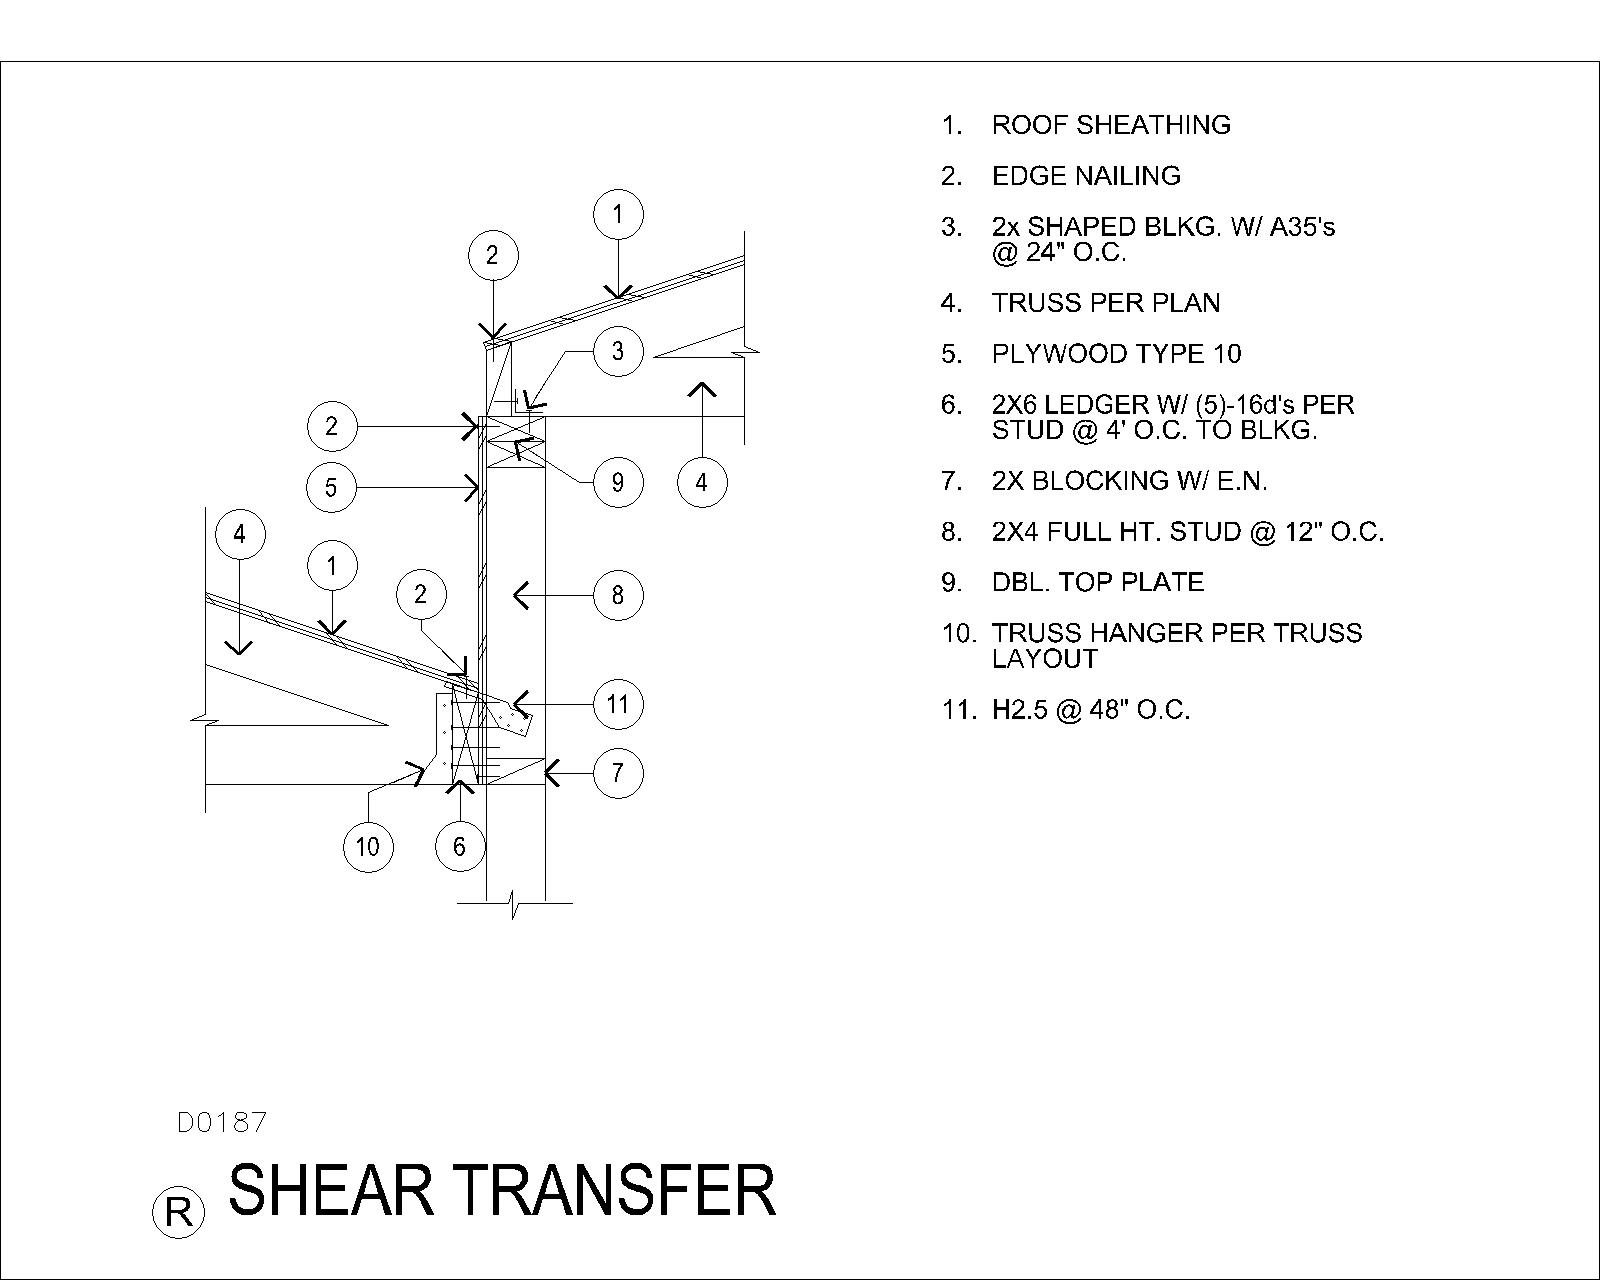 1. ROOF SHEATHING
2. EDGE NAILING
3. 2x SHAPED BLKG. W/ A35's
@ 24" O.C.
4. TRUSS PER PLAN
5. PLYWOOD TYPE 10
6. 2X6 LEDGER W/ (5)-16d's PER
STUD @ 4' O.C. TO BLKG.
7. 2X BLOCKING W/ E.N.
8. 2X4 FULL HT. STUD @ 12" O.C.
9. DBL. TOP PLATE
10. TRUSS HANGER PER TRUSS
LAYOUT
11. H2.5 @ 48" O.C.
1
2
3
2
9
4
5
4
1
2
8
11
7
10
6
D0187
R SHEAR TRANSFER